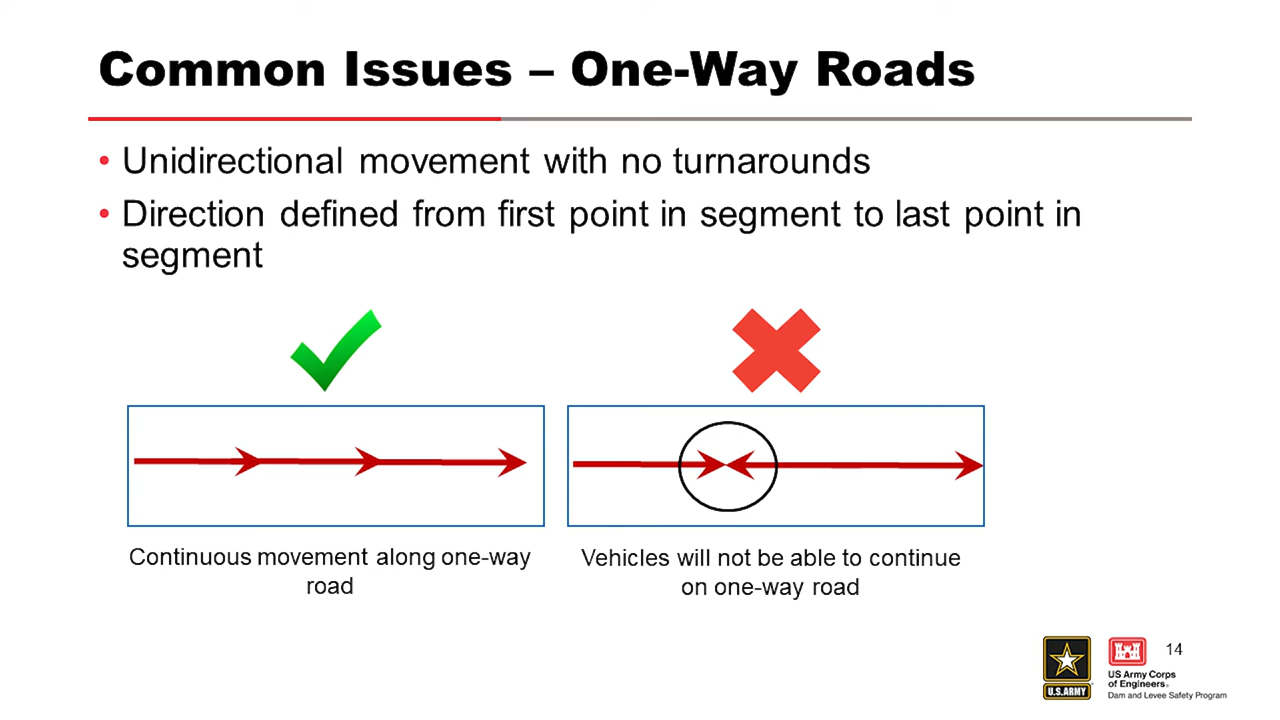 Common Issues – One-Way Roads
• Unidirectional movement with no turnarounds
• Direction defined from first point in segment to last point in
segment
Continuous movement along one-way
road
Vehicles will not be able to continue
on one-way road
14
U.S.ARMY
US Army Corps
of Engineers®
Dam and Levee Safety Program